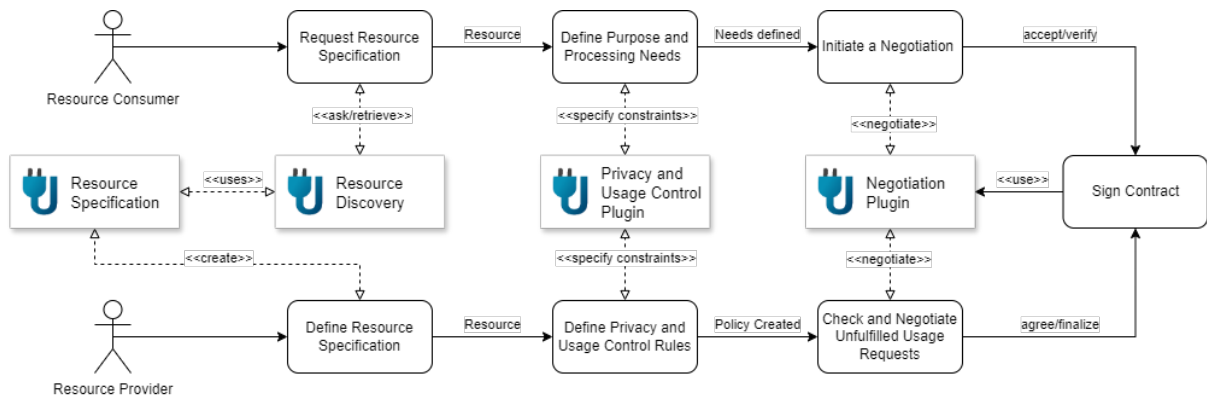 Request Resource
Specification
Resource
Define Purpose and
Processing Needs
Needs defined
Initiate a Negotiation
accept/verify
Resource Consumer
<<ask/retrieve>>
<<specify constraints>>
<<negotiate>>
Resource
Specification
<<uses>>
Resource
Discovery
Privacy and
Usage Control
Plugin
Negotiation
Plugin
<<use>>
Sign Contract
<<create>>
<<specify constraints>>
<<negotiate>>
Resource Provider
Define Resource
Specification
Resource
Define Privacy and
Usage Control Rules
Policy Created
Check and Negotiate
Unfulfilled Usage
Requests
agree/finalize